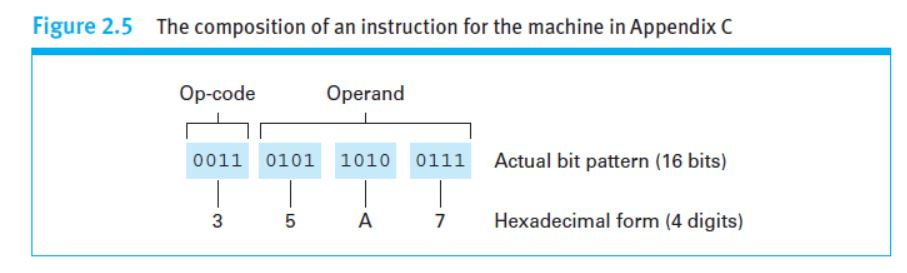 Figure 2.5 The composition of an instruction for the machine in Appendix C
Op-code Operand
0011 0101 1010 0111 Actual bit pattern (16 bits)
3 5 A 7 Hexadecimal form (4 digits)